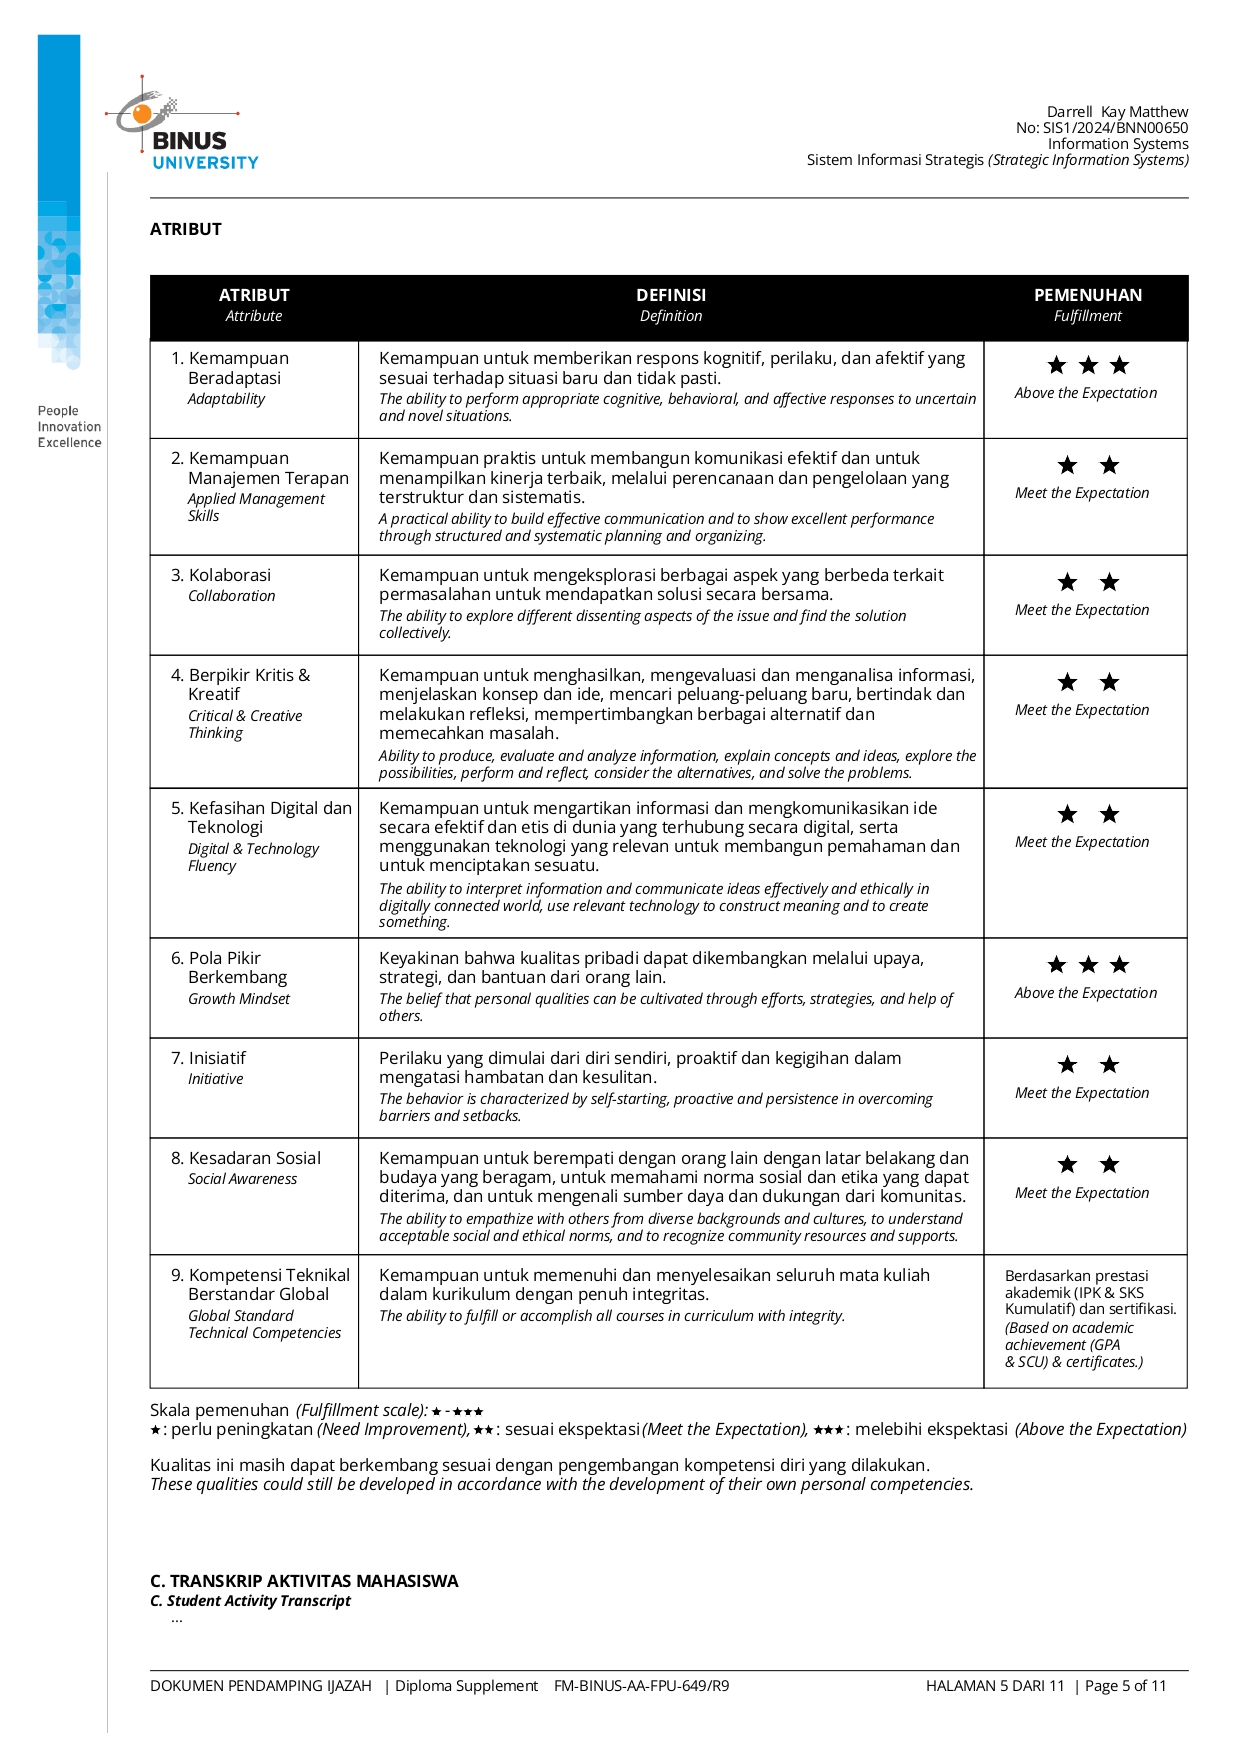 BINUS
UNIVERSITY
People
Innovation
Excellence
Darrell Kay Matthew
No: SIS1/2024/BNN00650
Information Systems
Sistem Informasi Strategis (Strategic Information Systems)
ATRIBUT
ATRIBUT
Attribute
DEFINISI
Definition
PEMENUHAN
Fulfillment
1. Kemampuan
Beradaptasi
Adaptability
Kemampuan untuk memberikan respons kognitif, perilaku, dan afektif yang
sesuai terhadap situasi baru dan tidak pasti.
The ability to perform appropriate cognitive, behavioral, and affective responses to uncertain
and novel situations.
★ ★ ★
Above the Expectation
2. Kemampuan
Manajemen Terapan
Applied Management
Skills
Kemampuan praktis untuk membangun komunikasi efektif dan untuk
menampilkan kinerja terbaik, melalui perencanaan dan pengelolaan yang
terstruktur dan sistematis.
A practical ability to build effective communication and to show excellent performance
through structured and systematic planning and organizing.
★ ★
Meet the Expectation
3. Kolaborasi
Collaboration
Kemampuan untuk mengeksplorasi berbagai aspek yang berbeda terkait
permasalahan untuk mendapatkan solusi secara bersama.
The ability to explore different dissenting aspects of the issue and find the solution
collectively.
★ ★
Meet the Expectation
4. Berpikir Kritis &
Kreatif
Critical & Creative
Thinking
Kemampuan untuk menghasilkan, mengevaluasi dan menganalisa informasi,
menjelaskan konsep dan ide, mencari peluang-peluang baru, bertindak dan
melakukan refleksi, mempertimbangkan berbagai alternatif dan
memecahkan masalah.
Ability to produce, evaluate and analyze information, explain concepts and ideas, explore the
possibilities, perform and reflect, consider the alternatives, and solve the problems.
★ ★
Meet the Expectation
5. Kefasihan Digital dan
Teknologi
Digital & Technology
Fluency
Kemampuan untuk mengartikan informasi dan mengkomunikasikan ide
secara efektif dan etis di dunia yang terhubung secara digital, serta
menggunakan teknologi yang relevan untuk membangun pemahaman dan
untuk menciptakan sesuatu.
The ability to interpret information and communicate ideas effectively and ethically in
digitally connected world, use relevant technology to construct meaning and to create
something.
★ ★
Meet the Expectation
6. Pola Pikir
Berkembang
Growth Mindset
Keyakinan bahwa kualitas pribadi dapat dikembangkan melalui upaya,
strategi, dan bantuan dari orang lain.
The belief that personal qualities can be cultivated through efforts, strategies, and help of
others.
★ ★ ★
Above the Expectation
7. Inisiatif
Initiative
Perilaku yang dimulai dari diri sendiri, proaktif dan kegigihan dalam
mengatasi hambatan dan kesulitan.
The behavior is characterized by self-starting, proactive and persistence in overcoming
barriers and setbacks.
★ ★
Meet the Expectation
8. Kesadaran Sosial
Social Awareness
Kemampuan untuk berempati dengan orang lain dengan latar belakang dan
budaya yang beragam, untuk memahami norma sosial dan etika yang dapat
diterima, dan untuk mengenali sumber daya dan dukungan dari komunitas.
The ability to empathize with others from diverse backgrounds and cultures, to understand
acceptable social and ethical norms, and to recognize community resources and supports.
★ ★
Meet the Expectation
9. Kompetensi Teknikal
Berstandar Global
Global Standard
Technical Competencies
Kemampuan untuk memenuhi dan menyelesaikan seluruh mata kuliah
dalam kurikulum dengan penuh integritas.
The ability to fulfill or accomplish all courses in curriculum with integrity.
Berdasarkan prestasi
akademik (IPK & SKS
Kumulatif) dan sertifikasi.
(Based on academic
achievement (GPA
& SCU) & certificates.)
Skala pemenuhan (Fulfillment scale): ★ - ★★★
★ : perlu peningkatan (Need Improvement), ★★ : sesuai ekspektasi (Meet the Expectation), ★★★ : melebihi ekspektasi (Above the Expectation)
Kualitas ini masih dapat berkembang sesuai dengan pengembangan kompetensi diri yang dilakukan.
These qualities could still be developed in accordance with the development of their own personal competencies.
C. TRANSKRIP AKTIVITAS MAHASISWA
C. Student Activity Transcript
...
DOKUMEN PENDAMPING IJAZAH | Diploma Supplement FM-BINUS-AA-FPU-649/R9
HALAMAN 5 DARI 11 | Page 5 of 11